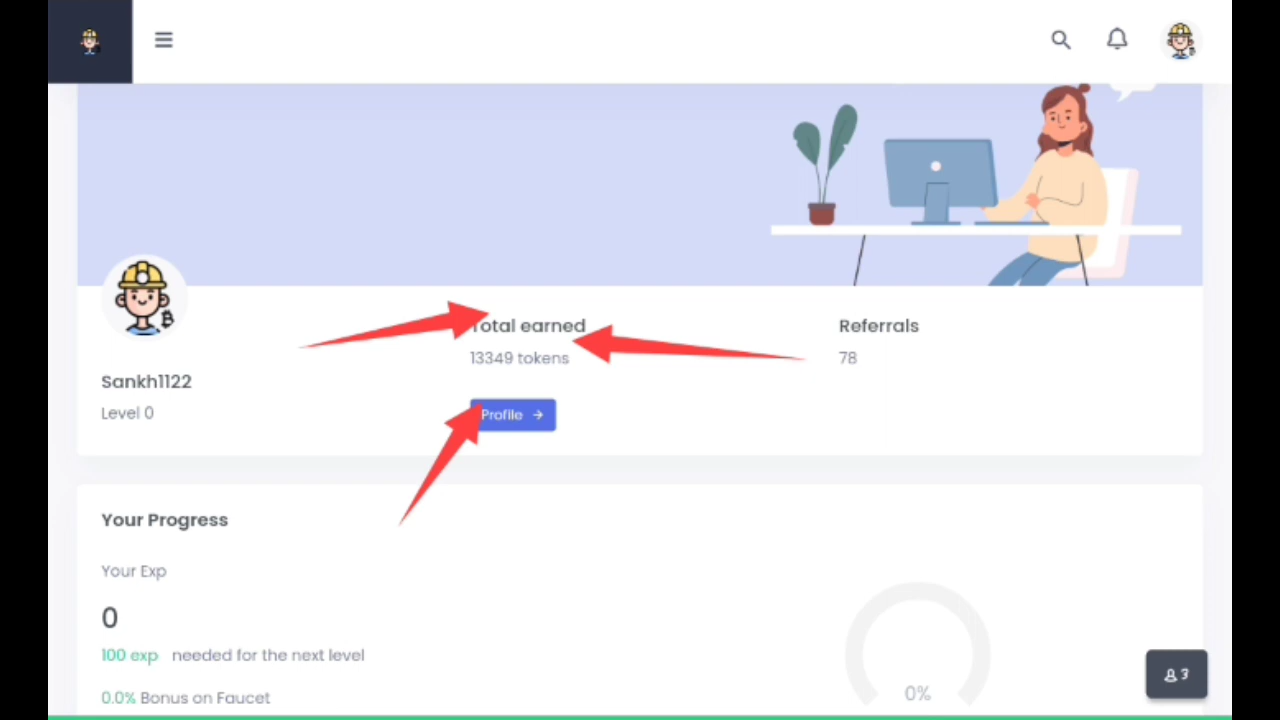 Total earned
Referrals
13349 tokens
78
Sankh1122
Level 0
Profile →
Your Progress
Your Exp
0
100 exp needed for the next level
0.0% Bonus on Faucet
0%
3